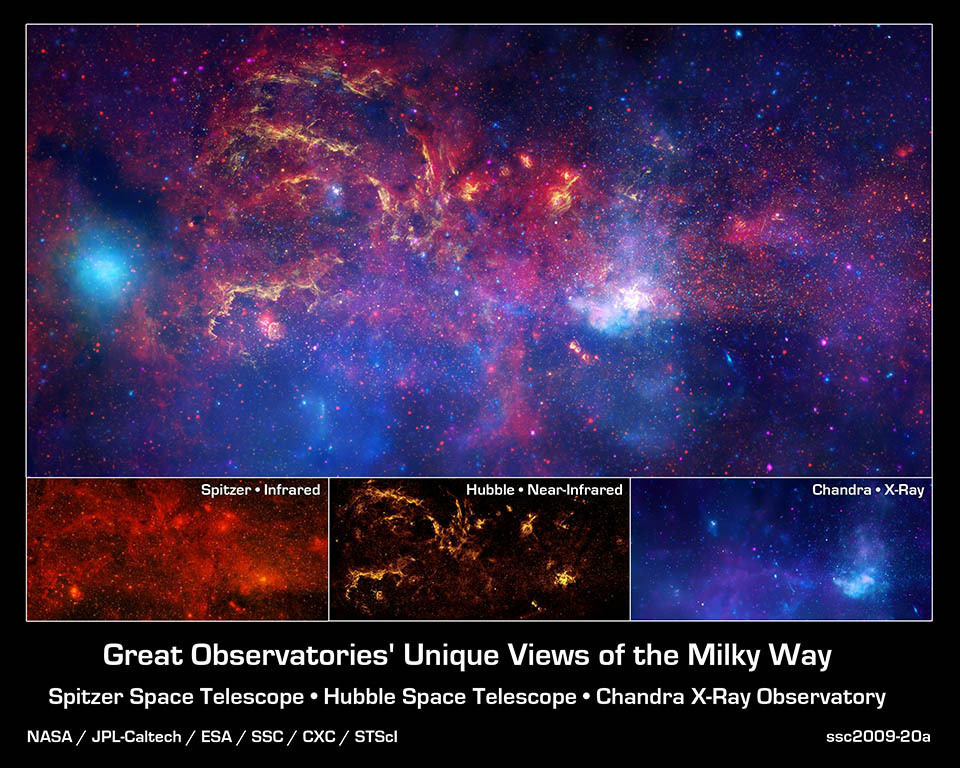 Spitzer • Infrared
Hubble • Near-Infrared
Chandra • X-Ray
Great Observatories' Unique Views of the Milky Way
Spitzer Space Telescope • Hubble Space Telescope • Chandra X-Ray Observatory
NASA / JPL-Caltech / ESA / SSC / CXC / STScI
ssc2009-20a